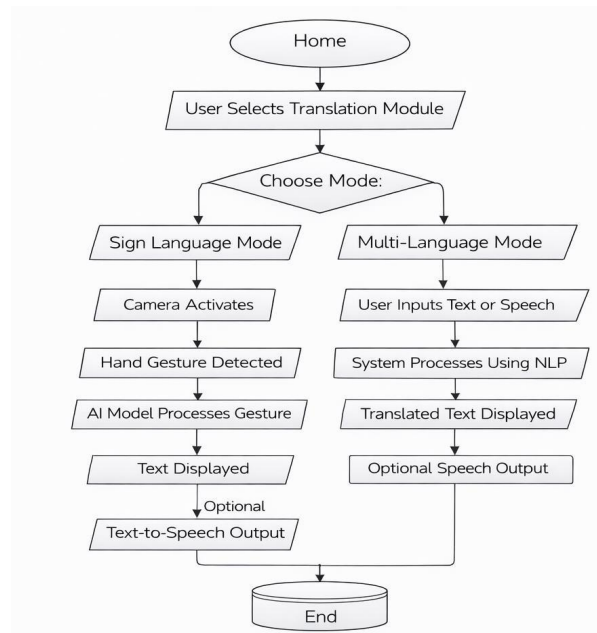 Home
User Selects Translation Module
Choose Mode:
Sign Language Mode
Camera Activates
Hand Gesture Detected
AI Model Processes Gesture
Text Displayed
Optional
Text-to-Speech Output
Multi-Language Mode
User Inputs Text or Speech
System Processes Using NLP
Translated Text Displayed
Optional Speech Output
End